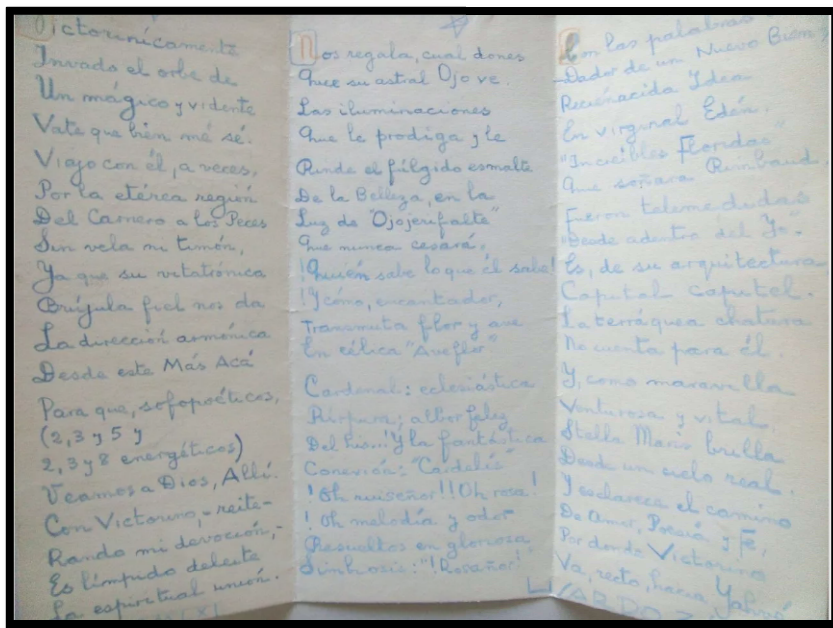 Victorinicamente
Invado el orbe de
Un mágico y vidente
Vate que bien me sé.
Viajo con él, a veces,
Por la etérea región
Del Carnero a los Peces
Sin vela ni timón,
Ya que su vitatrónica
Brújula fiel nos da
La dirección armónica
Desde este Más Acá
Para que, sofopoéticos,
(2, 3 y 5 y
2, 3 y 8 energéticos)
Veamos a Dios, Allí.
Con Victorino, - reite-
Rando mi devoción, -
Es límpido deleite
La espiritual unión.
Nos regala, cual dones
Que su astral Ojo ve.
Las iluminaciones
Que le prodiga y le
Rinde el fúlgido esmalte
De la Belleza, en la
Luz de "Ojojerifalte"
Que nunca cesará.
!Quién sabe lo que él sabe!
!Y cómo, encantador,
Transmuta flor y ave
En célica "Aveflor".
Cardenal: eclesiástica
Púrpura; albor feliz
Del Lis... Y la fantástica
Conexión: "Cardelis"
! Oh ruiseñor!! Oh rosa!
! Oh melodía y odor
Resueltos en gloriosa
Simbiosis: "! Roseñor!
Con las palabras
Dador de un Nuevo Bien,
Reciénacida Idea
En virginal Edén.
"Increíbles Floridas"
Que soñara Rimbaud,
Fueron telemedidas
"Desde adentro del Yo".
Es, de su arquitectura
Capital capitel.
La terráquea chatura
No cuenta para él.
Y, como maravilla
Venturosa y vital,
Stella Maris brilla
Desde un cielo real.
Y esclarece el camino
De Amor, Poesía y Fe,
Por donde Victorino
Va, recto, hacia Yahvé